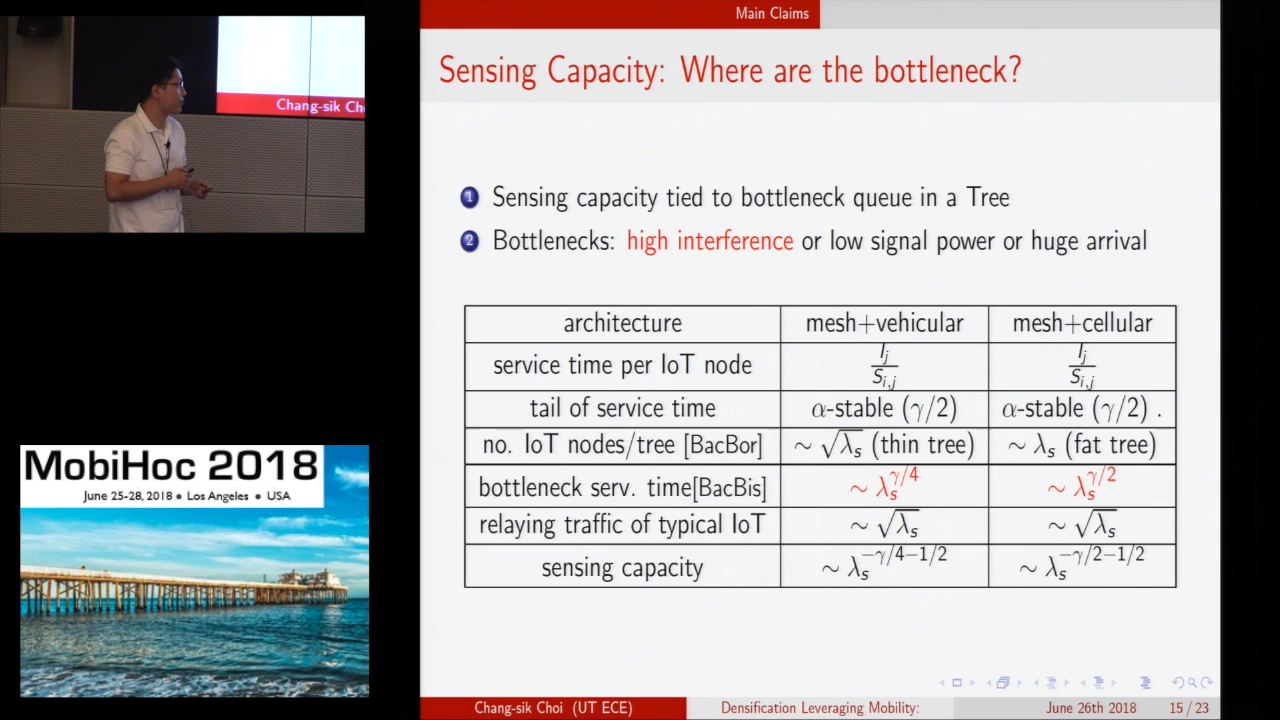 Chang-sik Ch
MobiHoc 2018
June 25-28, 2018 • Los Angeles • USA
Main Claims
Sensing Capacity: Where are the bottleneck?
1 Sensing capacity tied to bottleneck queue in a Tree
2 Bottlenecks: high interference or low signal power or huge arrival
architecture mesh+vehicular mesh+cellular
service time per IoT node I_j/S_{i,j} I_j/S_{i,j}
tail of service time α-stable (γ/2) α-stable (γ/2) .
no. IoT nodes/tree [BacBor] ~ √λ_s (thin tree) ~ λ_s (fat tree)
bottleneck serv. time[BacBis] ~ λ_s^{γ/4} ~ λ_s^{γ/2}
relaying traffic of typical IoT ~ √λ_s ~ √λ_s
sensing capacity ~ λ_s^{−γ/4−1/2} ~ λ_s^{−γ/2−1/2}
Chang-sik Choi (UT ECE) Densification Leveraging Mobility: June 26th 2018 15 / 23